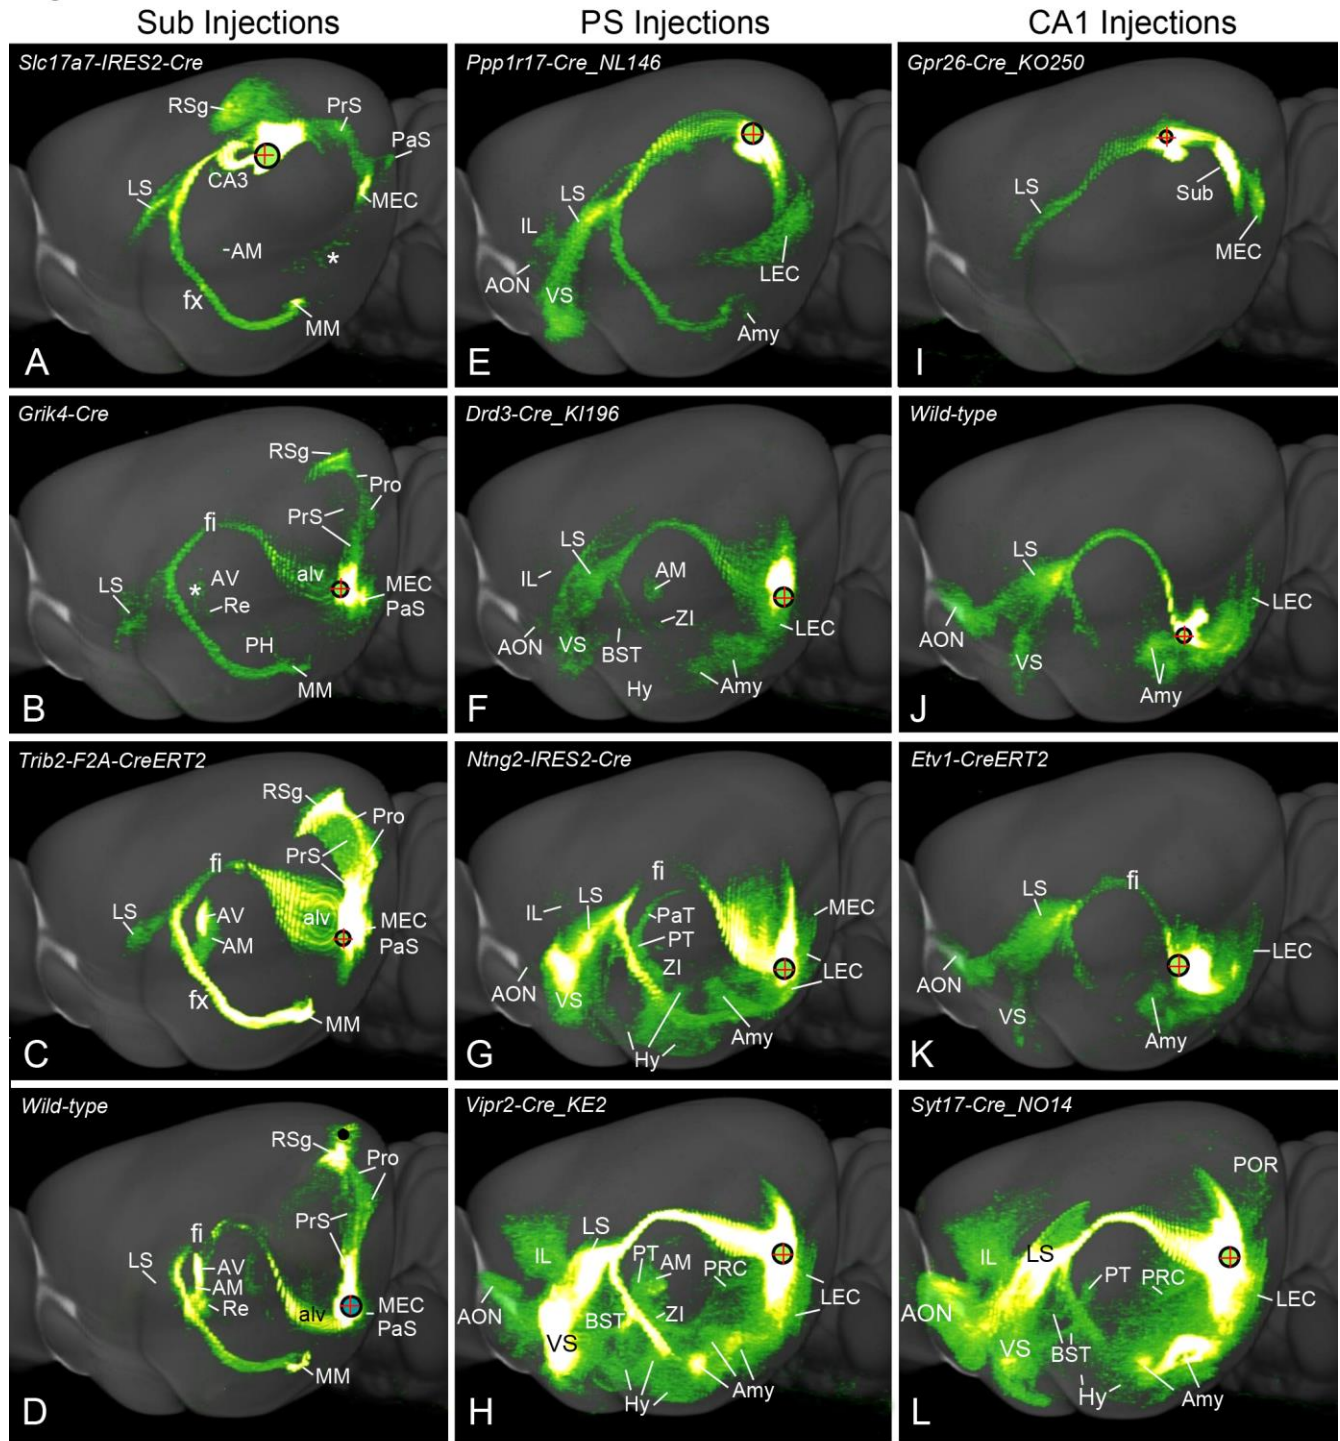 Sub Injections
PS Injections
CA1 Injections
Slc17a7-IRES2-Cre
RSg
PrS
PaS
LS
CA3
MEC
AM
*
fx
MM
A
Ppp1r17-Cre_NL146
LS
IL
AON
VS
LEC
Amy
E
Gpr26-Cre_KO250
LS
Sub
MEC
I
Grik4-Cre
RSg
Pro
PrS
fi
LS
AV
*
alv
MEC
Re
PaS
PH
MM
B
Drd3-Cre_KI196
LS
IL
AM
ZI
AON
VS
LEC
BST
Amy
Hy
F
Wild-type
LS
LEC
AON
VS
Amy
J
Trib2-F2A-CreERT2
RSg
Pro
PrS
fi
LS
AV
alv
MEC
AM
PaS
fx
MM
C
Ntng2-IRES2-Cre
fi
LS
IL
PaT
MEC
PT
ZI
LEC
AON
VS
Amy
Hy
G
Etv1-CreERT2
fi
LS
LEC
AON
VS
Amy
K
Wild-type
RSg
Pro
PrS
fi
LS
AV
AM
Re
alv
MEC
PaS
MM
D
Vipr2-Cre_KE2
LS
IL
PT
AM
PRC
LEC
AON
BST
ZI
VS
Amy
Hy
H
Syt17-Cre_NO14
POR
IL
LS
PT
PRC
LEC
AON
VS
BST
Hy
Amy
L